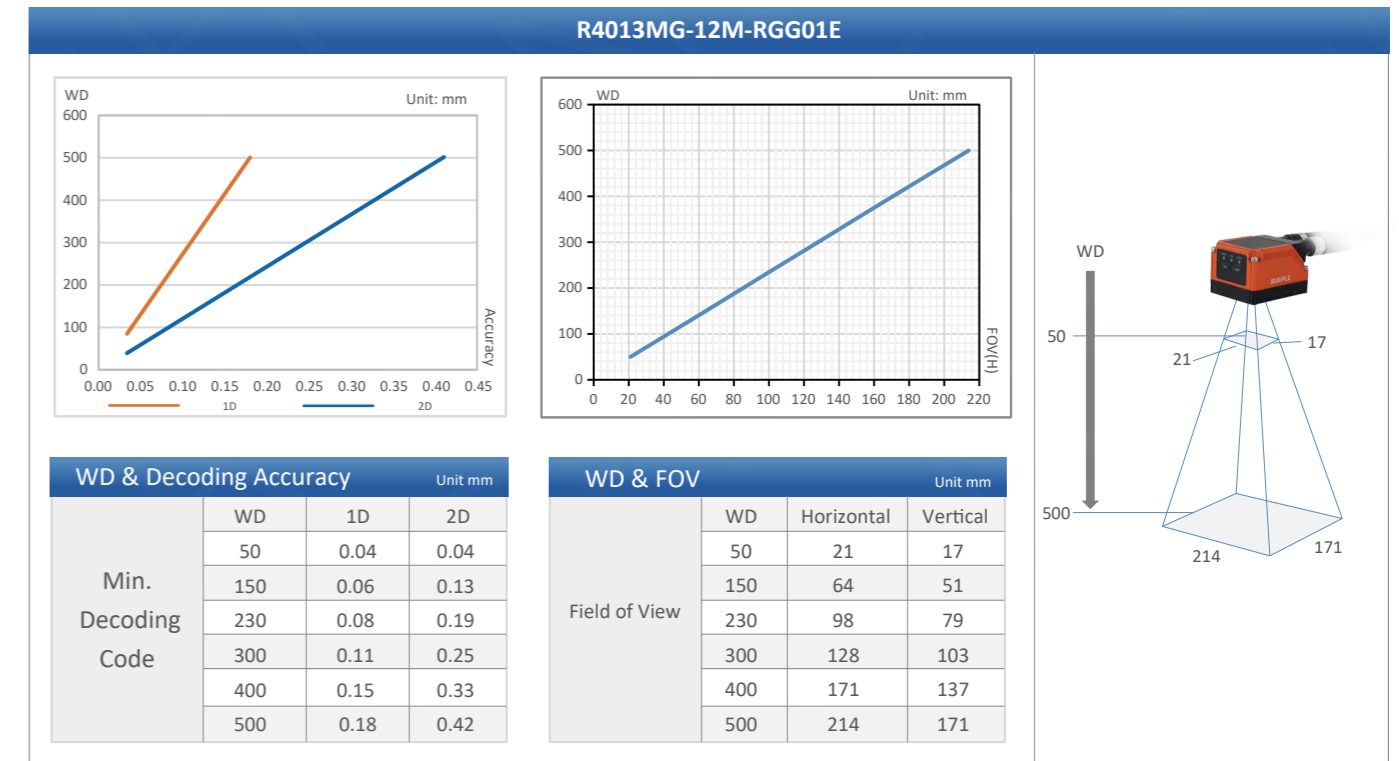 R4013MG-12M-RGG01E
WD
Unit: mm
600
500
400
300
200
100
0
0.00 0.05 0.10 0.15 0.20 0.25 0.30 0.35 0.40 0.45
Accuracy
1D 2D
WD
Unit: mm
600
500
400
300
200
100
0
0 20 40 60 80 100 120 140 160 180 200 220
FOV(H)
WD & Decoding Accuracy Unit mm
Min.
Decoding
Code
WD 1D 2D
50 0.04 0.04
150 0.06 0.13
230 0.08 0.19
300 0.11 0.25
400 0.15 0.33
500 0.18 0.42
WD & FOV Unit mm
Field of View
WD Horizontal Vertical
50 21 17
150 64 51
230 98 79
300 128 103
400 171 137
500 214 171
WD
50
21
17
500
214
171